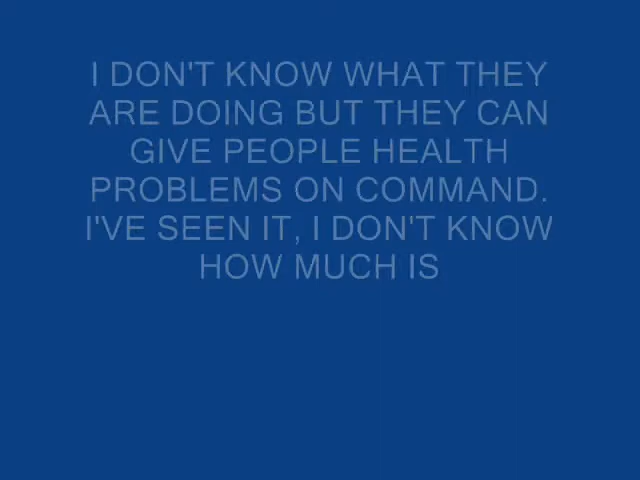 I DON'T KNOW WHAT THEY
ARE DOING BUT THEY CAN
GIVE PEOPLE HEALTH
PROBLEMS ON COMMAND.
I'VE SEEN IT, I DON'T KNOW
HOW MUCH IS